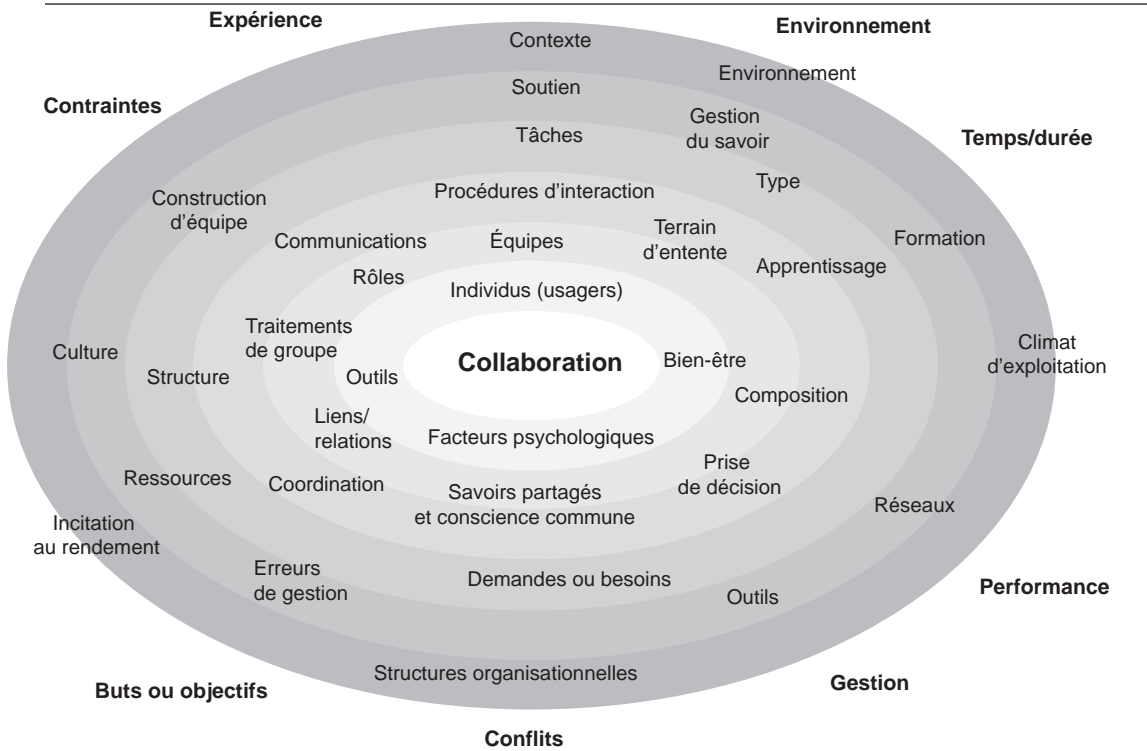 Expérience
Environnement
Contexte
Environnement
Soutien
Contraintes
Gestion
du savoir
Temps/durée
Tâches
Type
Procédures d'interaction
Construction
d'équipe
Terrain
d'entente
Formation
Communications
Équipes
Apprentissage
Rôles
Individus (usagers)
Traitements
de groupe
Climat
d'exploitation
Culture
Collaboration
Bien-être
Structure
Outils
Composition
Liens/
relations
Facteurs psychologiques
Prise
de décision
Ressources
Coordination
Savoirs partagés
et conscience commune
Réseaux
Incitation
au rendement
Erreurs
de gestion
Demandes ou besoins
Outils
Performance
Structures organisationnelles
Buts ou objectifs
Gestion
Conflits